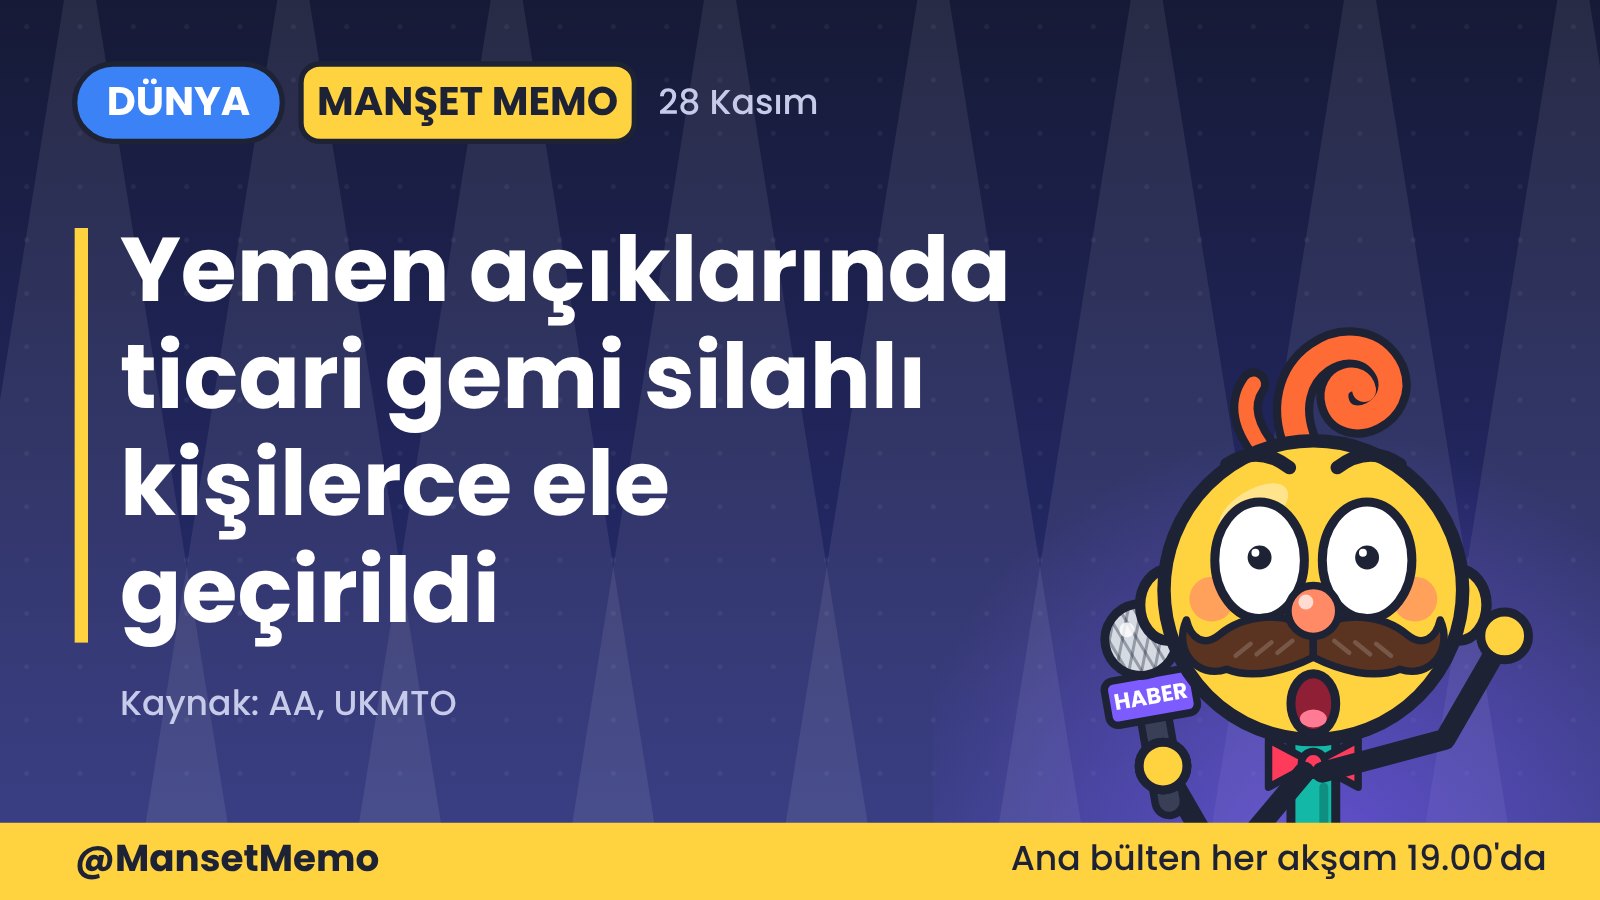 DÜNYA MANŞET MEMO 28 Kasım
Yemen açıklarında
ticari gemi silahlı
kişilerce ele
geçirildi
Kaynak: AA, UKMTO
HABER
@MansetMemo Ana bülten her akşam 19.00'da